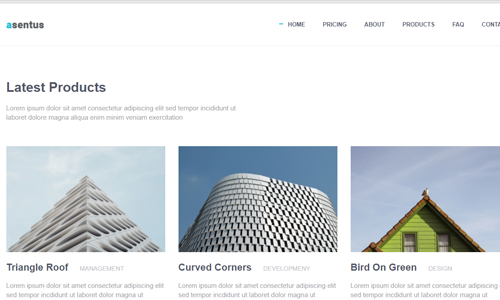 asentus
HOME PRICING ABOUT PRODUCTS FAQ CONTA
Latest Products
Lorem ipsum dolor sit amet consectetur adipiscing elit sed tempor incididunt ut
laboret dolore magna aliqua enim minim veniam exercitation
Triangle Roof MANAGEMENT
Curved Corners DEVELOPMENT
Bird On Green DESIGN
Lorem ipsum dolor sit amet consectetur adipiscing elit
sed tempor incididunt ut laboret dolore magna ut
Lorem ipsum dolor sit amet consectetur adipiscing elit
sed tempor incididunt ut laboret dolore magna ut
Lorem ipsum dolor sit amet consectetur adipiscing
sed tempor incididunt ut laboret dolore magna ut